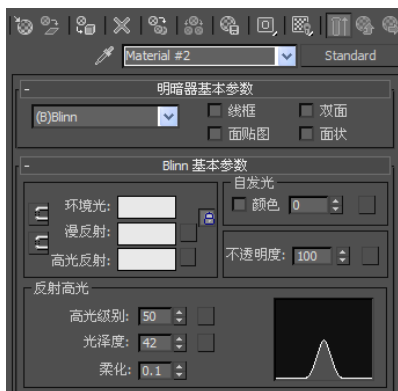 Material #2 Standard
- 明暗器基本参数
(B)Blinn 线框 双面
面贴图 面状
- Blinn 基本参数
自发光
环境光: 颜色 0
漫反射:
高光反射: 不透明度: 100
反射高光
高光级别: 50
光泽度: 42
柔化: 0.1